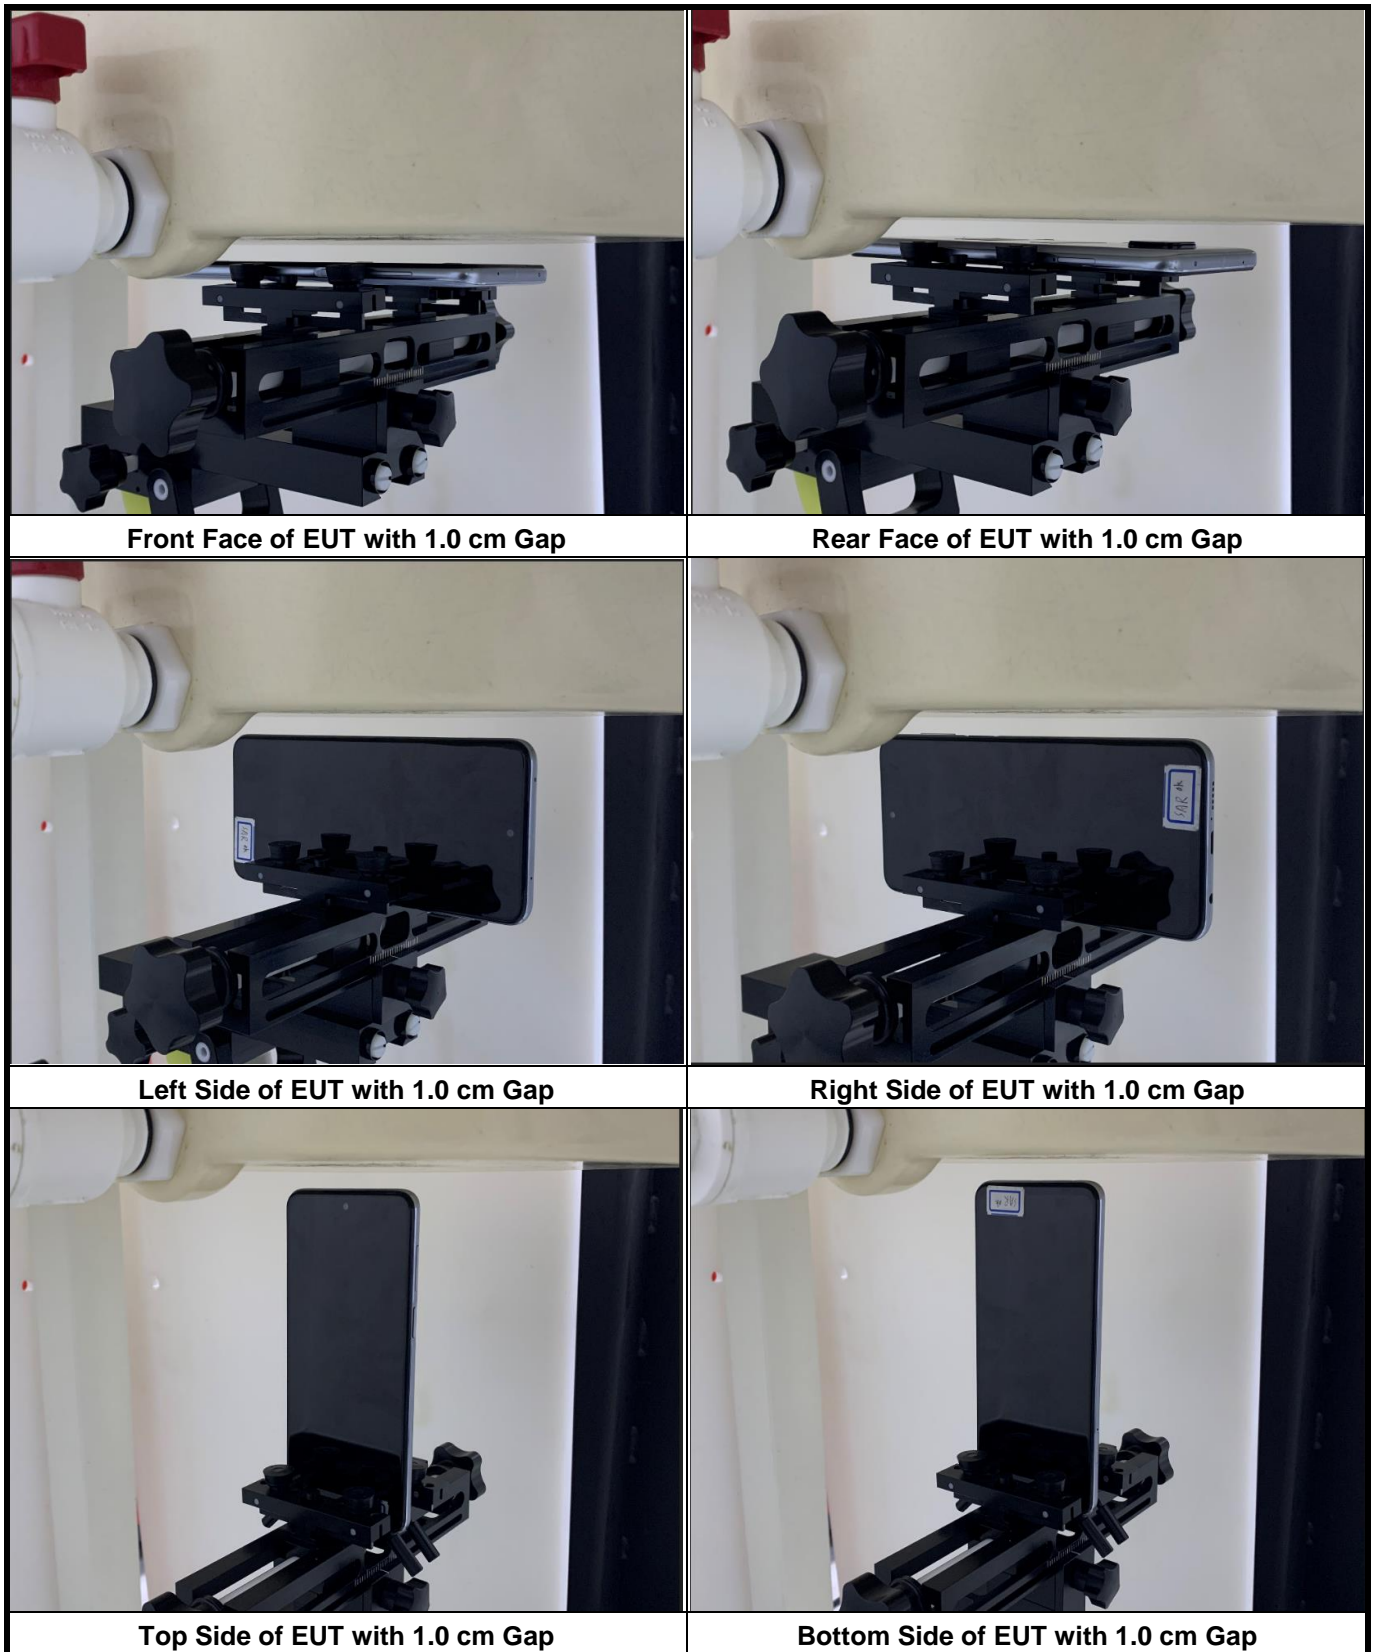 Front Face of EUT with 1.0 cm Gap
Rear Face of EUT with 1.0 cm Gap
SAR
SAR
Left Side of EUT with 1.0 cm Gap
Right Side of EUT with 1.0 cm Gap
Top Side of EUT with 1.0 cm Gap
Bottom Side of EUT with 1.0 cm Gap